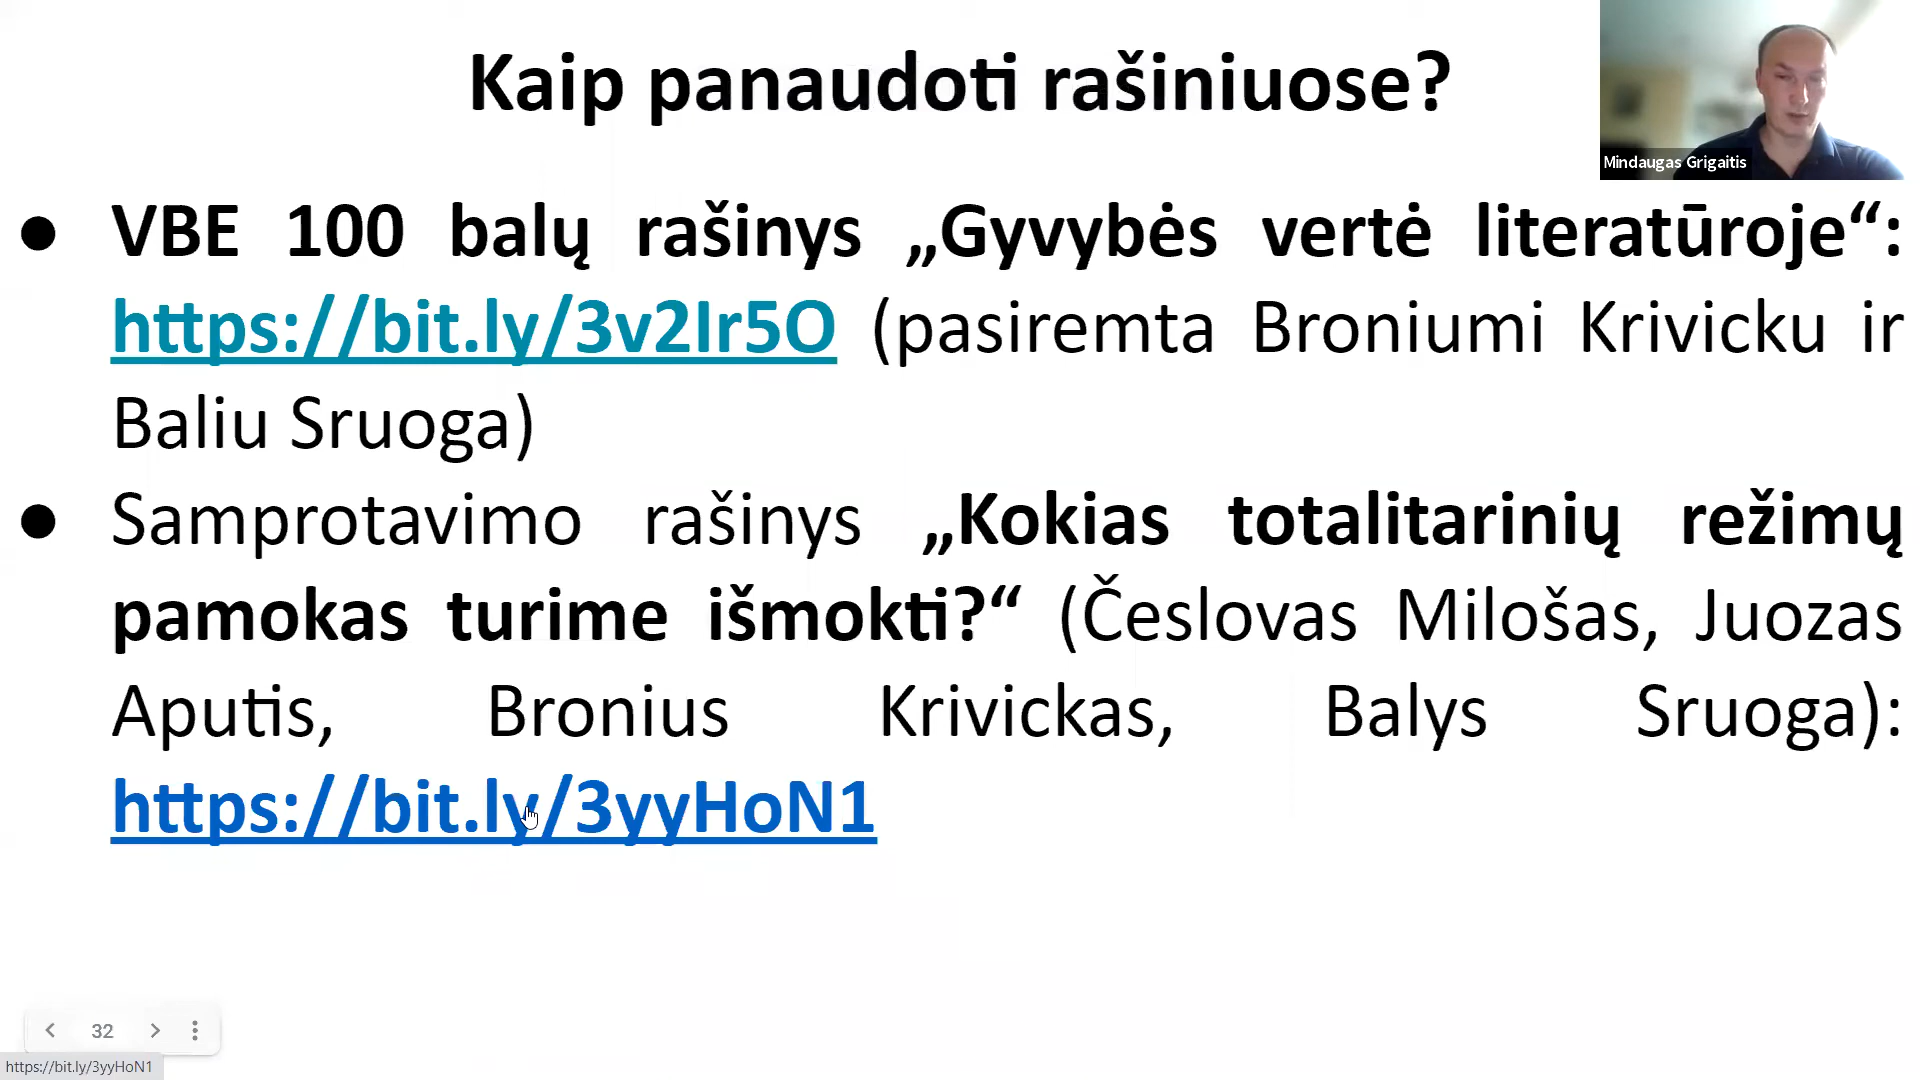 Kaip panaudoti rašiniuose?
Mindaugas Grigaitis
● VBE 100 balų rašinys „Gyvybės vertė literatūroje“:
https://bit.ly/3v2Ir5O (pasiremta Broniumi Krivicku ir
Baliu Sruoga)
● Samprotavimo rašinys „Kokias totalitarinių režimų
pamokas turime išmokti?“ (Česlovas Milošas, Juozas
Aputis, Bronius Krivickas, Balys Sruoga):
https://bit.ly/3yyHoN1
32
https://bit.ly/3yyHoN1